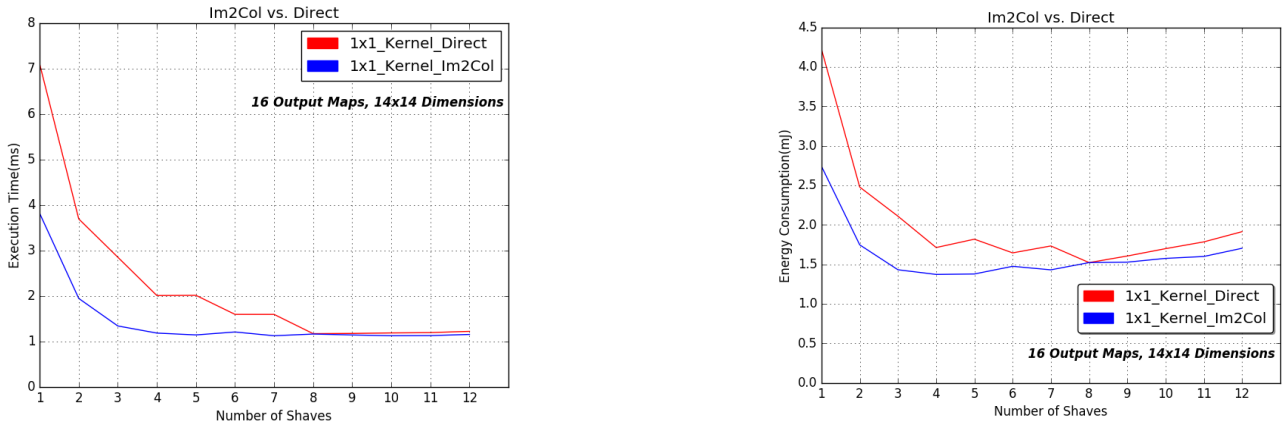 Im2Col vs. Direct
8
7
6
5
4
3
2
1
0
Execution Time(ms)
1x1_Kernel_Direct
1x1_Kernel_Im2Col
16 Output Maps, 14x14 Dimensions
1 2 3 4 5 6 7 8 9 10 11 12
Number of Shaves
Im2Col vs. Direct
4.5
4.0
3.5
3.0
2.5
2.0
1.5
1.0
0.5
0.0
Energy Consumption(mJ)
1x1_Kernel_Direct
1x1_Kernel_Im2Col
16 Output Maps, 14x14 Dimensions
1 2 3 4 5 6 7 8 9 10 11 12
Number of Shaves